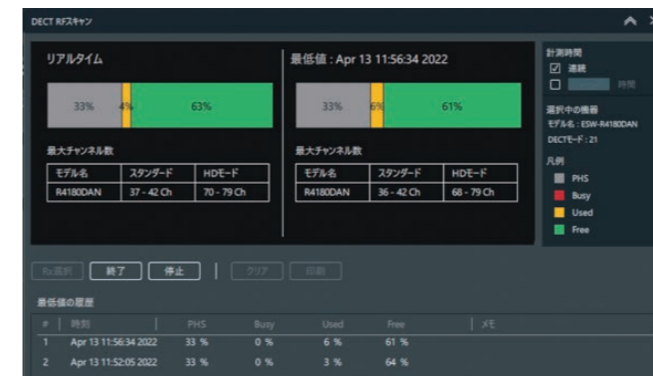 DECT RFスキャン
リアルタイム
33% 4% 63%
最大チャンネル数
モデル名 スタンダード HDモード
R4180DAN 37 - 42 Ch 70 - 79 Ch
最低値 : Apr 13 11:56:34 2022
33% 6% 61%
最大チャンネル数
モデル名 スタンダード HDモード
R4180DAN 36 - 42 Ch 68 - 79 Ch
計測時間
連続
時間
選択中の機器
モデル名 : ESW-R4180DAN
DECTモード : 21
凡例
PHS
Busy
Used
Free
Rx選択 終了 停止 クリア 印刷
最低値の履歴
# 時刻 PHS Busy Used Free メモ
1 Apr 13 11:56:34 2022 33 % 0 % 6 % 61 %
2 Apr 13 11:52:05 2022 33 % 0 % 3 % 64 %